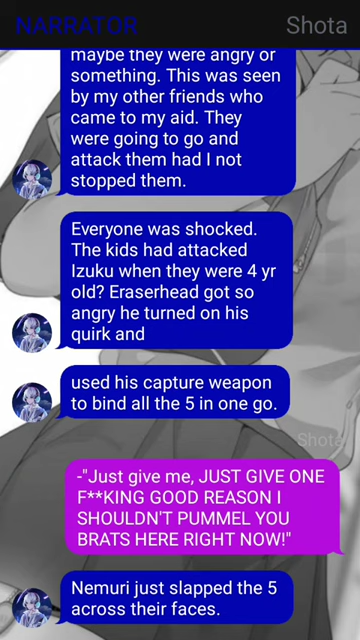 NARRATOR
Shota
maybe they were angry or
something. This was seen
by my other friends who
came to my aid. They
were going to go and
attack them had I not
stopped them.
Everyone was shocked.
The kids had attacked
Izuku when they were 4 yr
old? Eraserhead got so
angry he turned on his
quirk and
used his capture weapon
to bind all the 5 in one go.
Shota
-"Just give me, JUST GIVE ONE
F**KING GOOD REASON I
SHOULDN'T PUMMEL YOU
BRATS HERE RIGHT NOW!"
Nemuri just slapped the 5
across their faces.